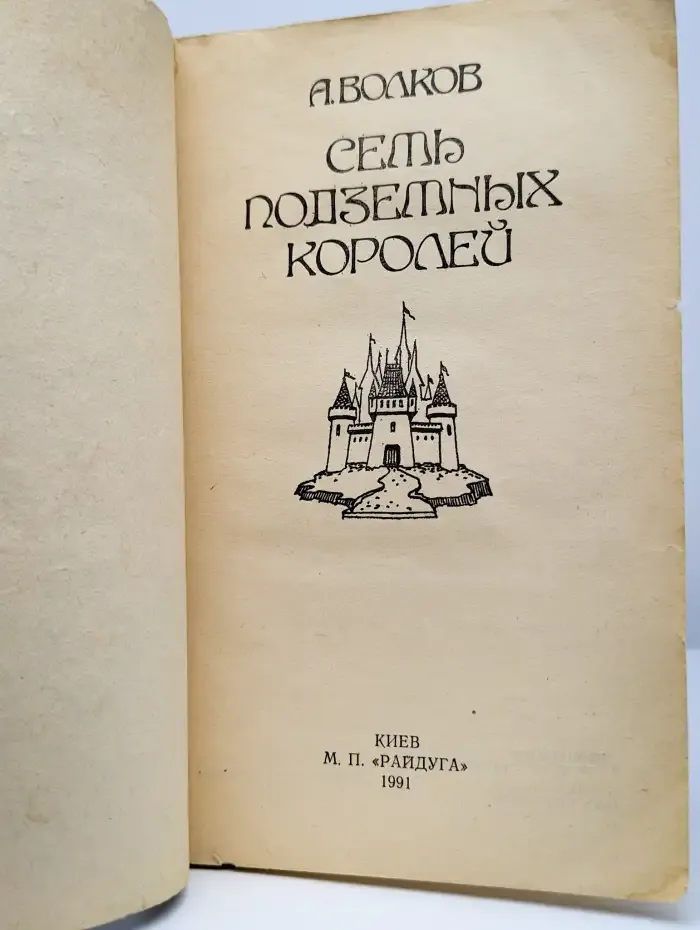 А. ВОЛКОВ
СЕМЬ
ПОДЗЕМНЫХ
КОРОЛЕЙ
КИЕВ
М. П. «РАЙДУГА»
1991